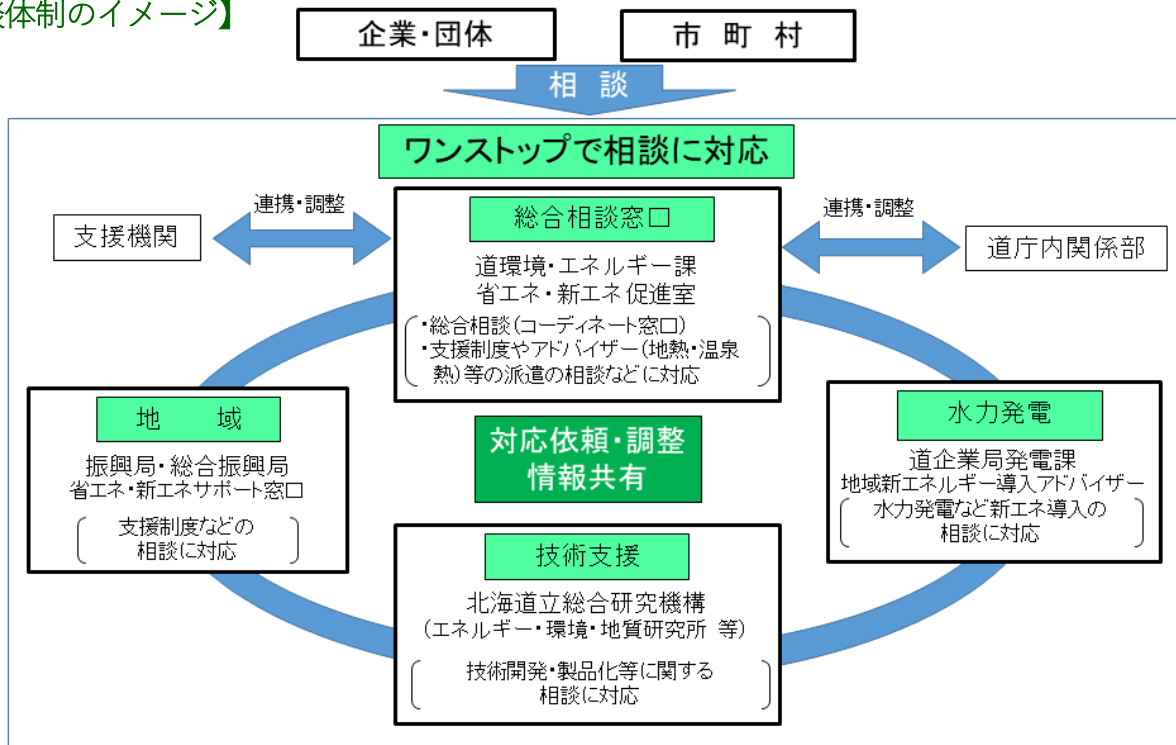 体制のイメージ】
企業・団体
市 町 村
相 談
ワンストップで相談に対応
連携・調整
支援機関
総合相談窓口
道環境・エネルギー課
省エネ・新エネ促進室
・総合相談(コーディネート窓口)
・支援制度やアドバイザー(地熱・温泉
熱)等の派遣の相談などに対応
連携・調整
道庁内関係部
地 域
振興局・総合振興局
省エネ・新エネサポート窓口
支援制度などの
相談に対応
対応依頼・調整
情報共有
水力発電
道企業局発電課
地域新エネルギー導入アドバイザー
水力発電など新エネ導入の
相談に対応
技術支援
北海道立総合研究機構
(エネルギー・環境・地質研究所 等)
技術開発・製品化等に関する
相談に対応